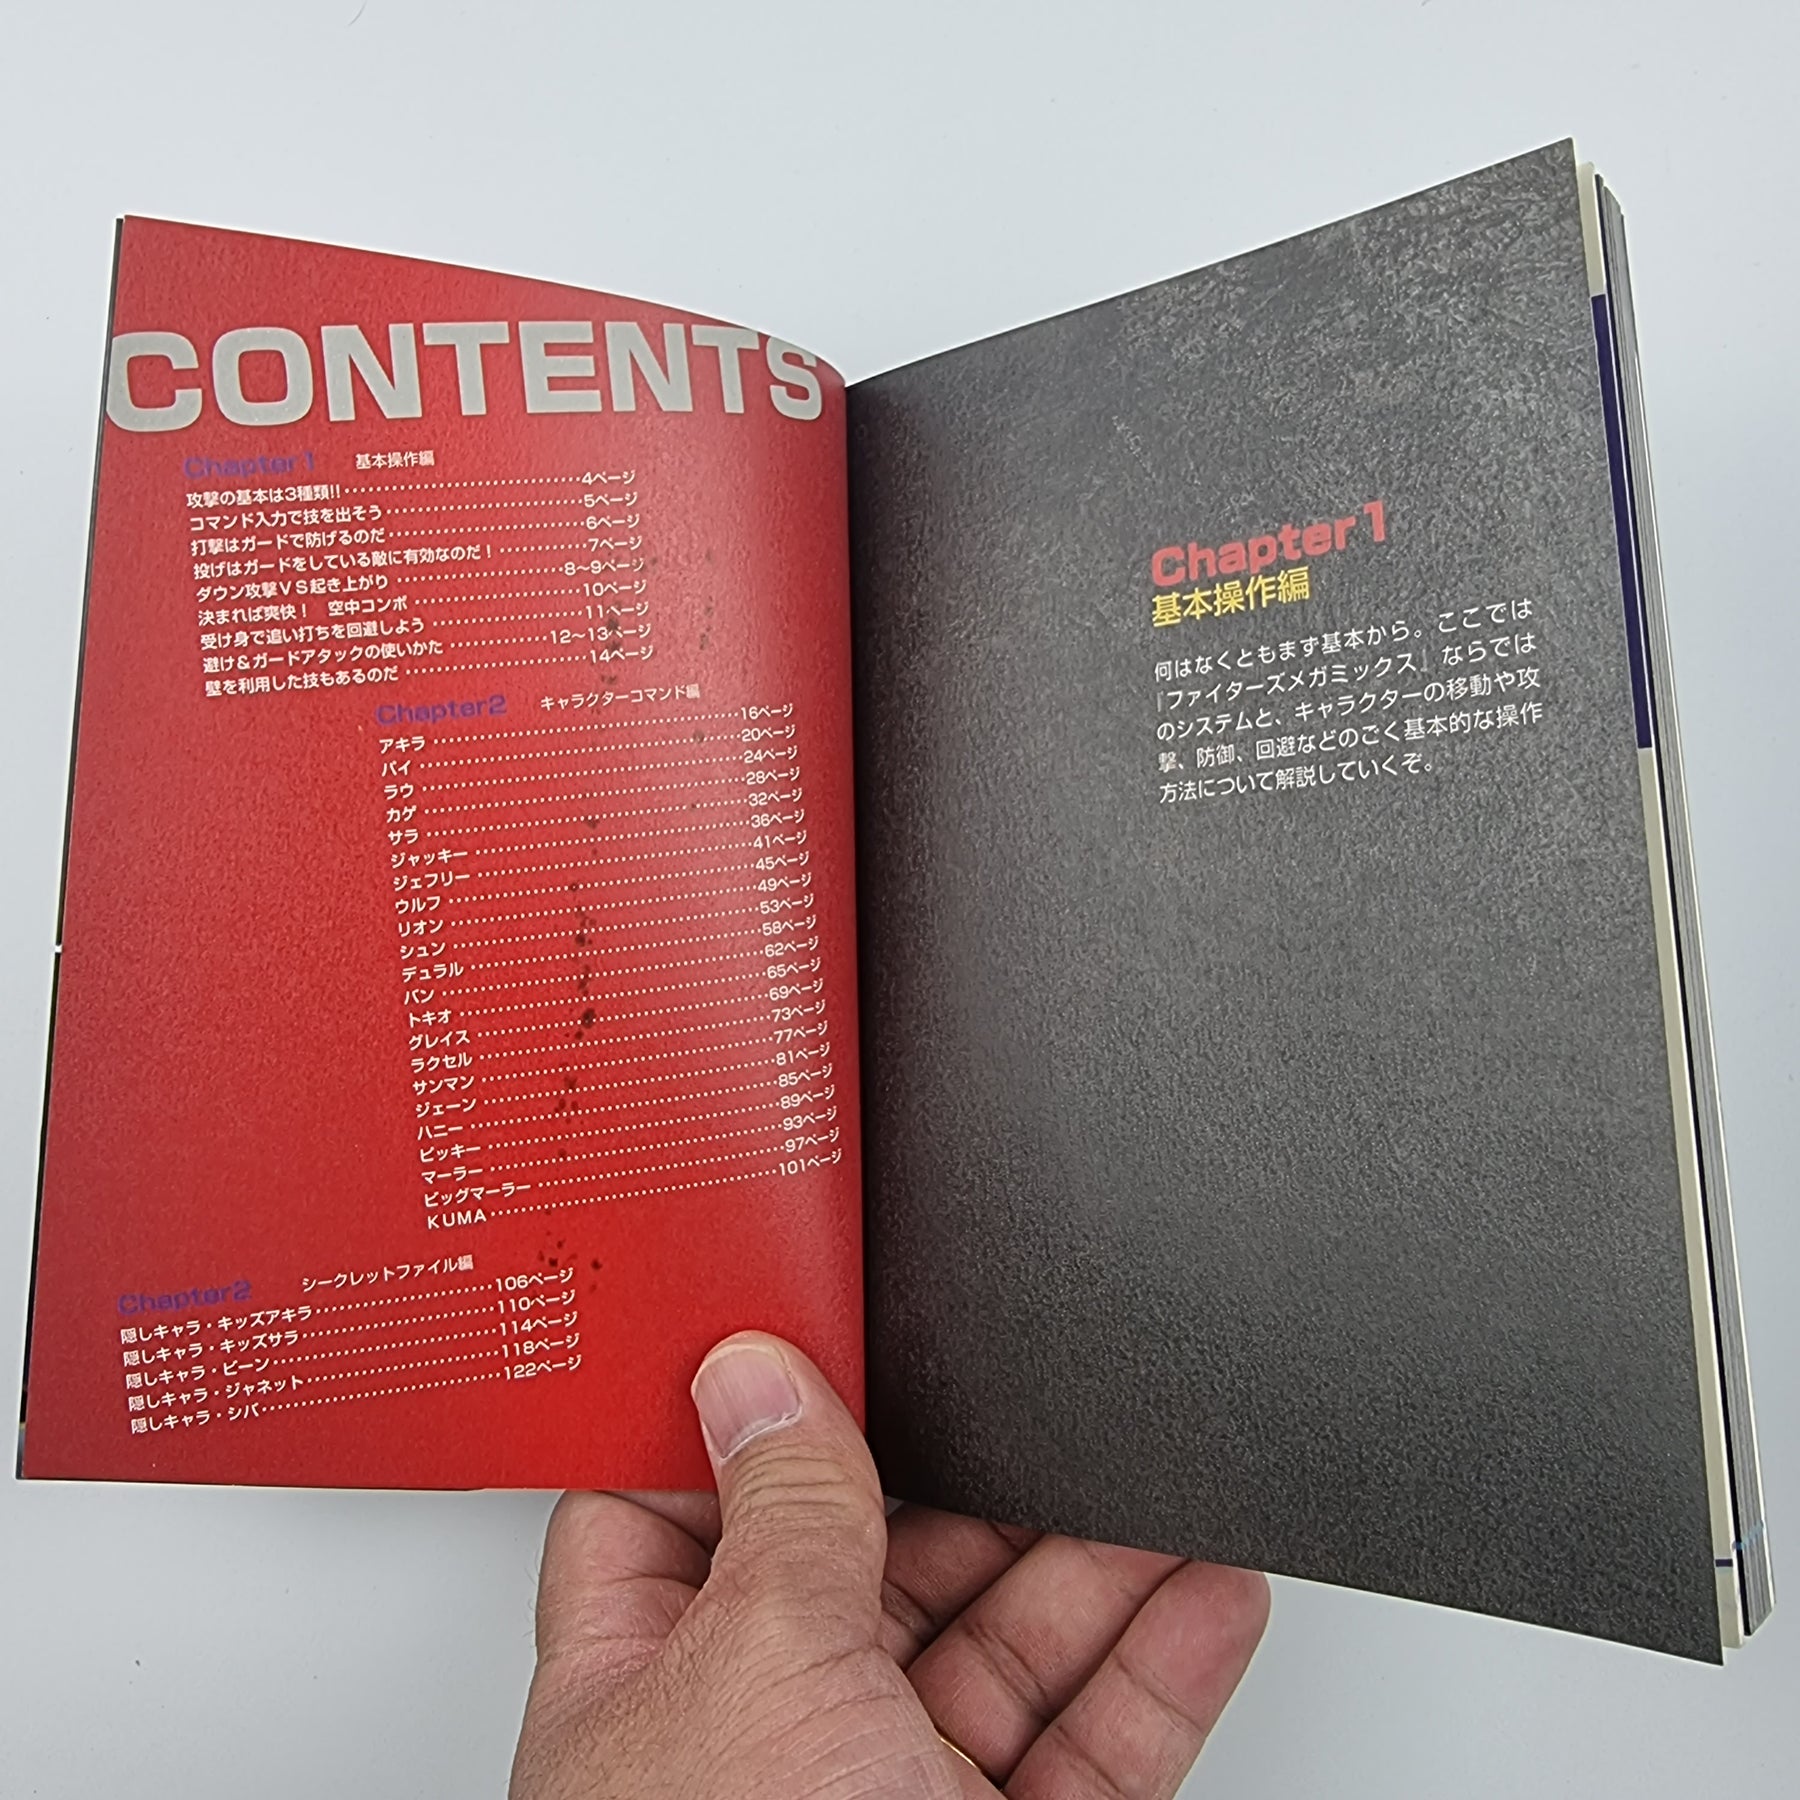 CONTENTS
Chapter1 基本操作編
攻撃の基本は3種類!!……4ページ
コマンド入力で技を出そう……5ページ
打撃はガードで防げるのだ……6ページ
投げはガードをしている敵に有効なのだ!……7ページ
ダウン攻撃VS起き上がり……8〜9ページ
決まれば爽快! 空中コンボ……10ページ
受け身で追い打ちを回避しよう……11ページ
避け&ガードアタックの使いかた……12〜13ページ
壁を利用した技もあるのだ……14ページ
Chapter2 キャラクターコマンド編
アキラ……16ページ
パイ……20ページ
ラウ……24ページ
カゲ……28ページ
サラ……32ページ
ジャッキー……36ページ
ジェフリー……41ページ
ウルフ……45ページ
リオン……49ページ
シュン……53ページ
デュラル……58ページ
バン……62ページ
トキオ……65ページ
グレイス……69ページ
ラクセル……73ページ
サンマン……77ページ
ジェーン……81ページ
ハニー……85ページ
ピッキー……89ページ
マーラー……93ページ
ビッグマーラー……97ページ
KUMA……101ページ
Chapter2 シークレットファイル編
隠しキャラ・キッズアキラ……106ページ
隠しキャラ・キッズサラ……110ページ
隠しキャラ・ビーン……114ページ
隠しキャラ・ジャネット……118ページ
隠しキャラ・シバ……122ページ
Chapter1
基本操作編
何はなくともまず基本から。ここでは
『ファイターズメガミックス』ならでは
のシステムと、キャラクターの移動や攻
撃、防御、回避などのごく基本的な操作
方法について解説していくぞ。